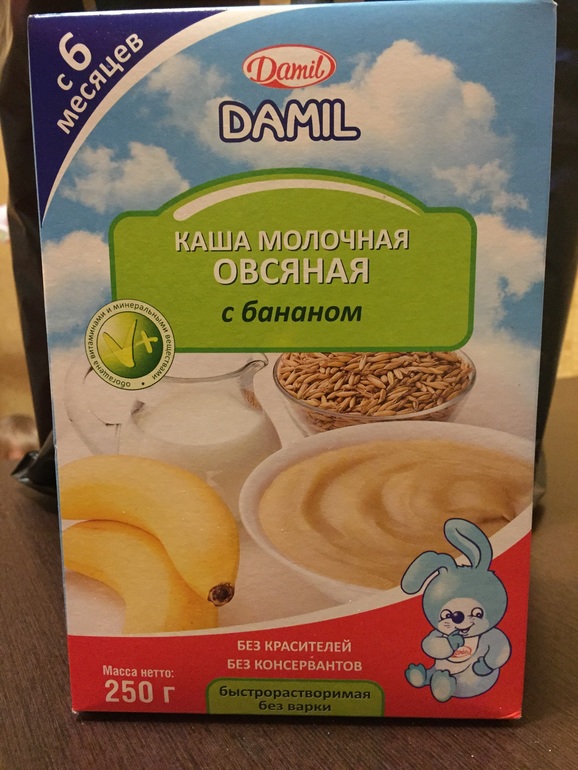 с 6
месяцев
Damil
DAMIL
КАША МОЛОЧНАЯ
ОВСЯНАЯ
с бананом
обогащена витаминами и минеральными веществами
V+
БЕЗ КРАСИТЕЛЕЙ
БЕЗ КОНСЕРВАНТОВ
Масса нетто:
250 г
быстрорастворимая
без варки
Damil